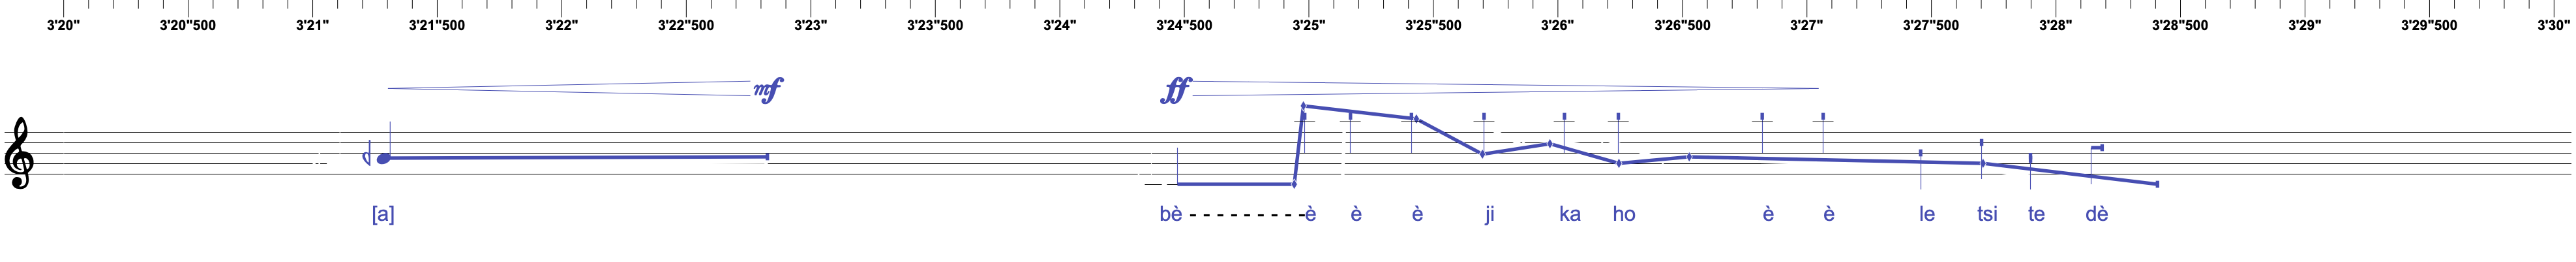 3'20" 3'20"500 3'21" 3'21"500 3'22" 3'22"500 3'23" 3'23"500 3'24" 3'24"500 3'25" 3'25"500 3'26" 3'26"500 3'27" 3'27"500 3'28" 3'28"500 3'29" 3'29"500 3'30"
mf ff
[a] bè - - - - - - - - - - - è è è ji ka ho è è le tsi te dè